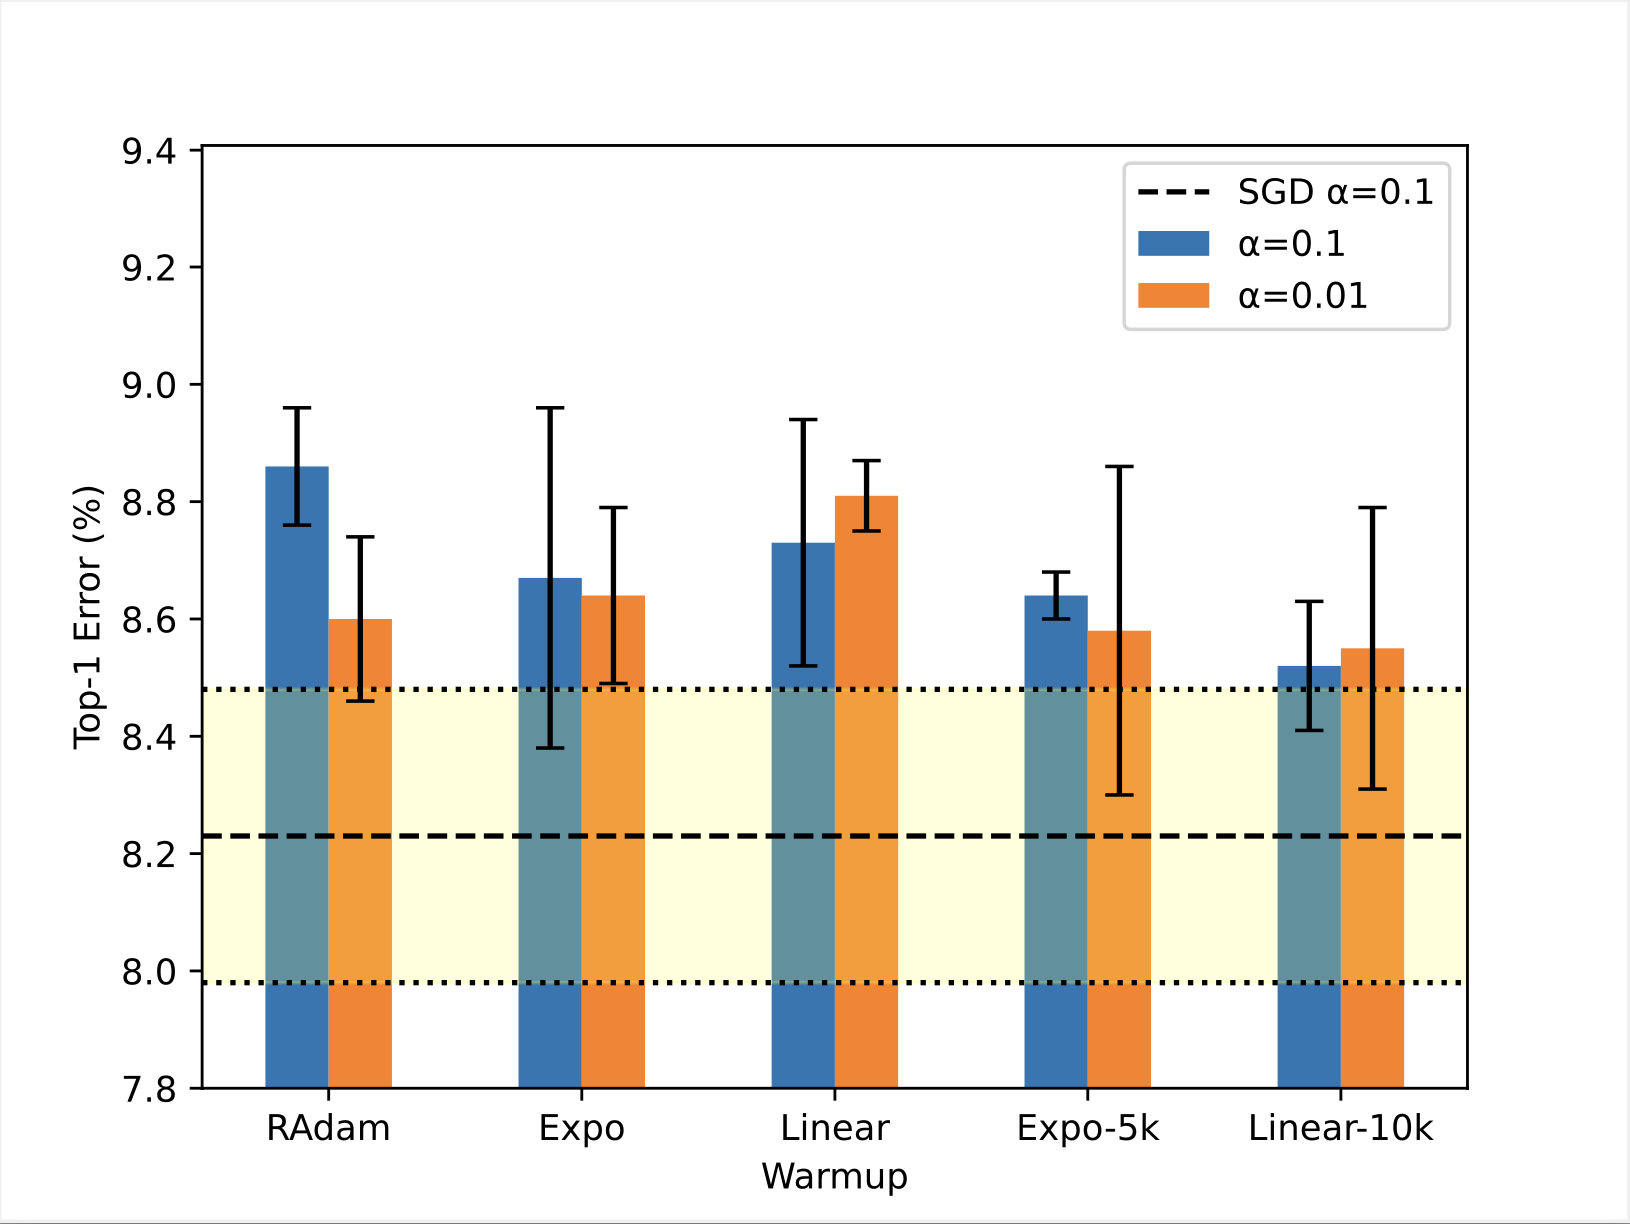 9.4
9.2
9.0
8.8
8.6
8.4
8.2
8.0
7.8
Top-1 Error (%)
SGD α=0.1
α=0.1
α=0.01
RAdam
Expo
Linear
Expo-5k
Linear-10k
Warmup